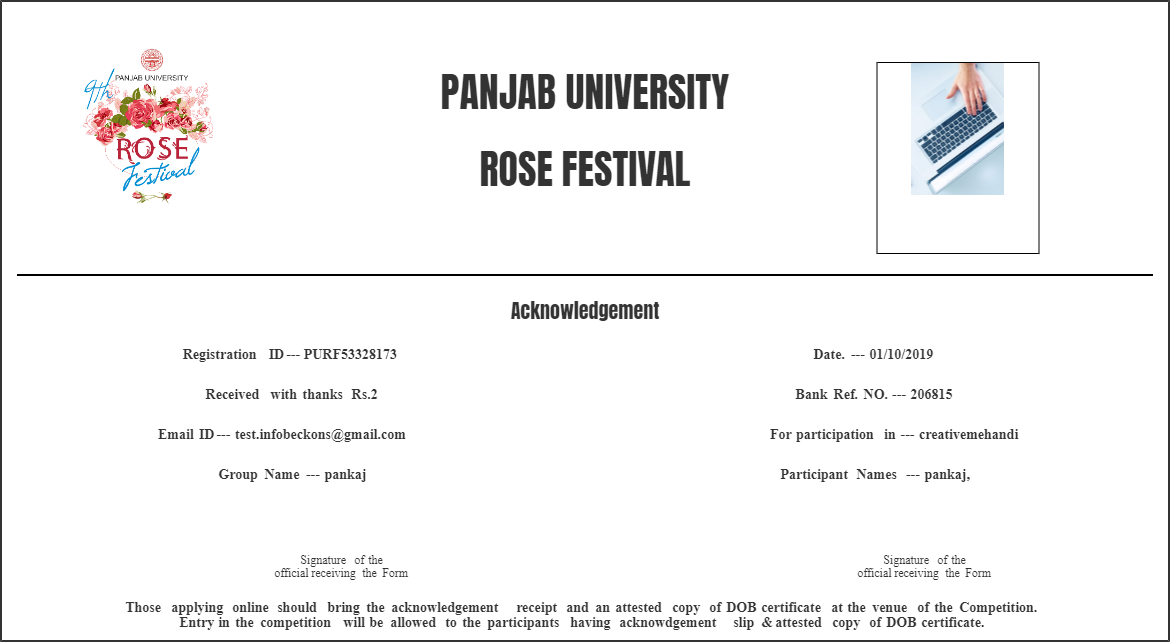 9th
PANJAB UNIVERSITY
ROSE
Festival
PANJAB UNIVERSITY
ROSE FESTIVAL
Acknowledgement
Registration ID --- PURF53328173
Date. --- 01/10/2019
Received with thanks Rs.2
Bank Ref. NO. --- 206815
Email ID --- test.infobeckons@gmail.com
For participation in --- creativemehandi
Group Name --- pankaj
Participant Names --- pankaj,
Signature of the
official receiving the Form
Signature of the
official receiving the Form
Those applying online should bring the acknowledgement receipt and an attested copy of DOB certificate at the venue of the Competition.
Entry in the competition will be allowed to the participants having acknowdgement slip & attested copy of DOB certificate.